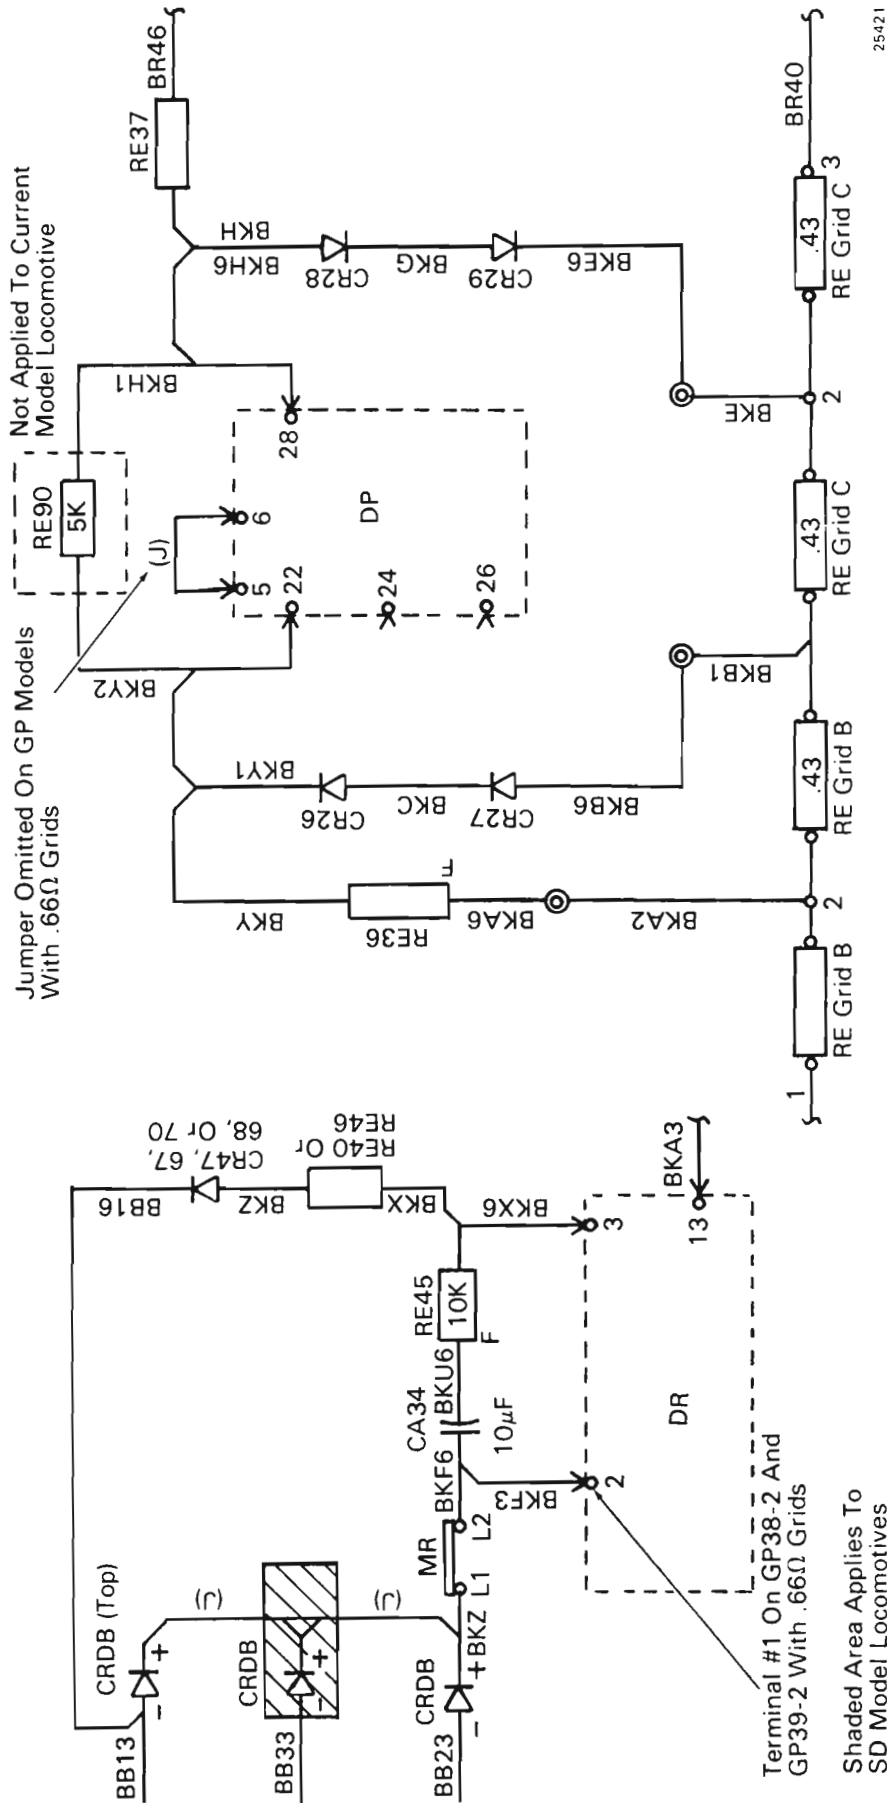 Jumper Omitted On GP Models
With .66Ω Grids
Not Applied To Current
Model Locomotive
RE90
5K
(J)
RE37
BR46
BKY2
BKH1
5
6
22
28
24
26
DP
BKY
BKY1
BKH6
BKH
CR26
CR28
BKC
BKG
CR27
CR29
BKB6
BKE6
RE36
F
BKA6
BKA2
BKB1
BKE
1
RE Grid B
2
.43
RE Grid B
.43
RE Grid C
2
.43
RE Grid C
3
BR40
25421
CRDB (Top)
BB13
- +
(J)
CRDB
BB33
- +
(J)
CRDB
BB23
- +
BKZ
MR
L1
L2
BKF6
CA34
10µF
BKU6
RE45
10K
F
BB16
CR47, 67,
68, Or 70
BKZ
RE40 Or
RE46
BKX
BKX6
BKF3
2
3
13
BKA3
DR
Terminal #1 On GP38-2 And
GP39-2 With .66Ω Grids
Shaded Area Applies To
SD Model Locomotives